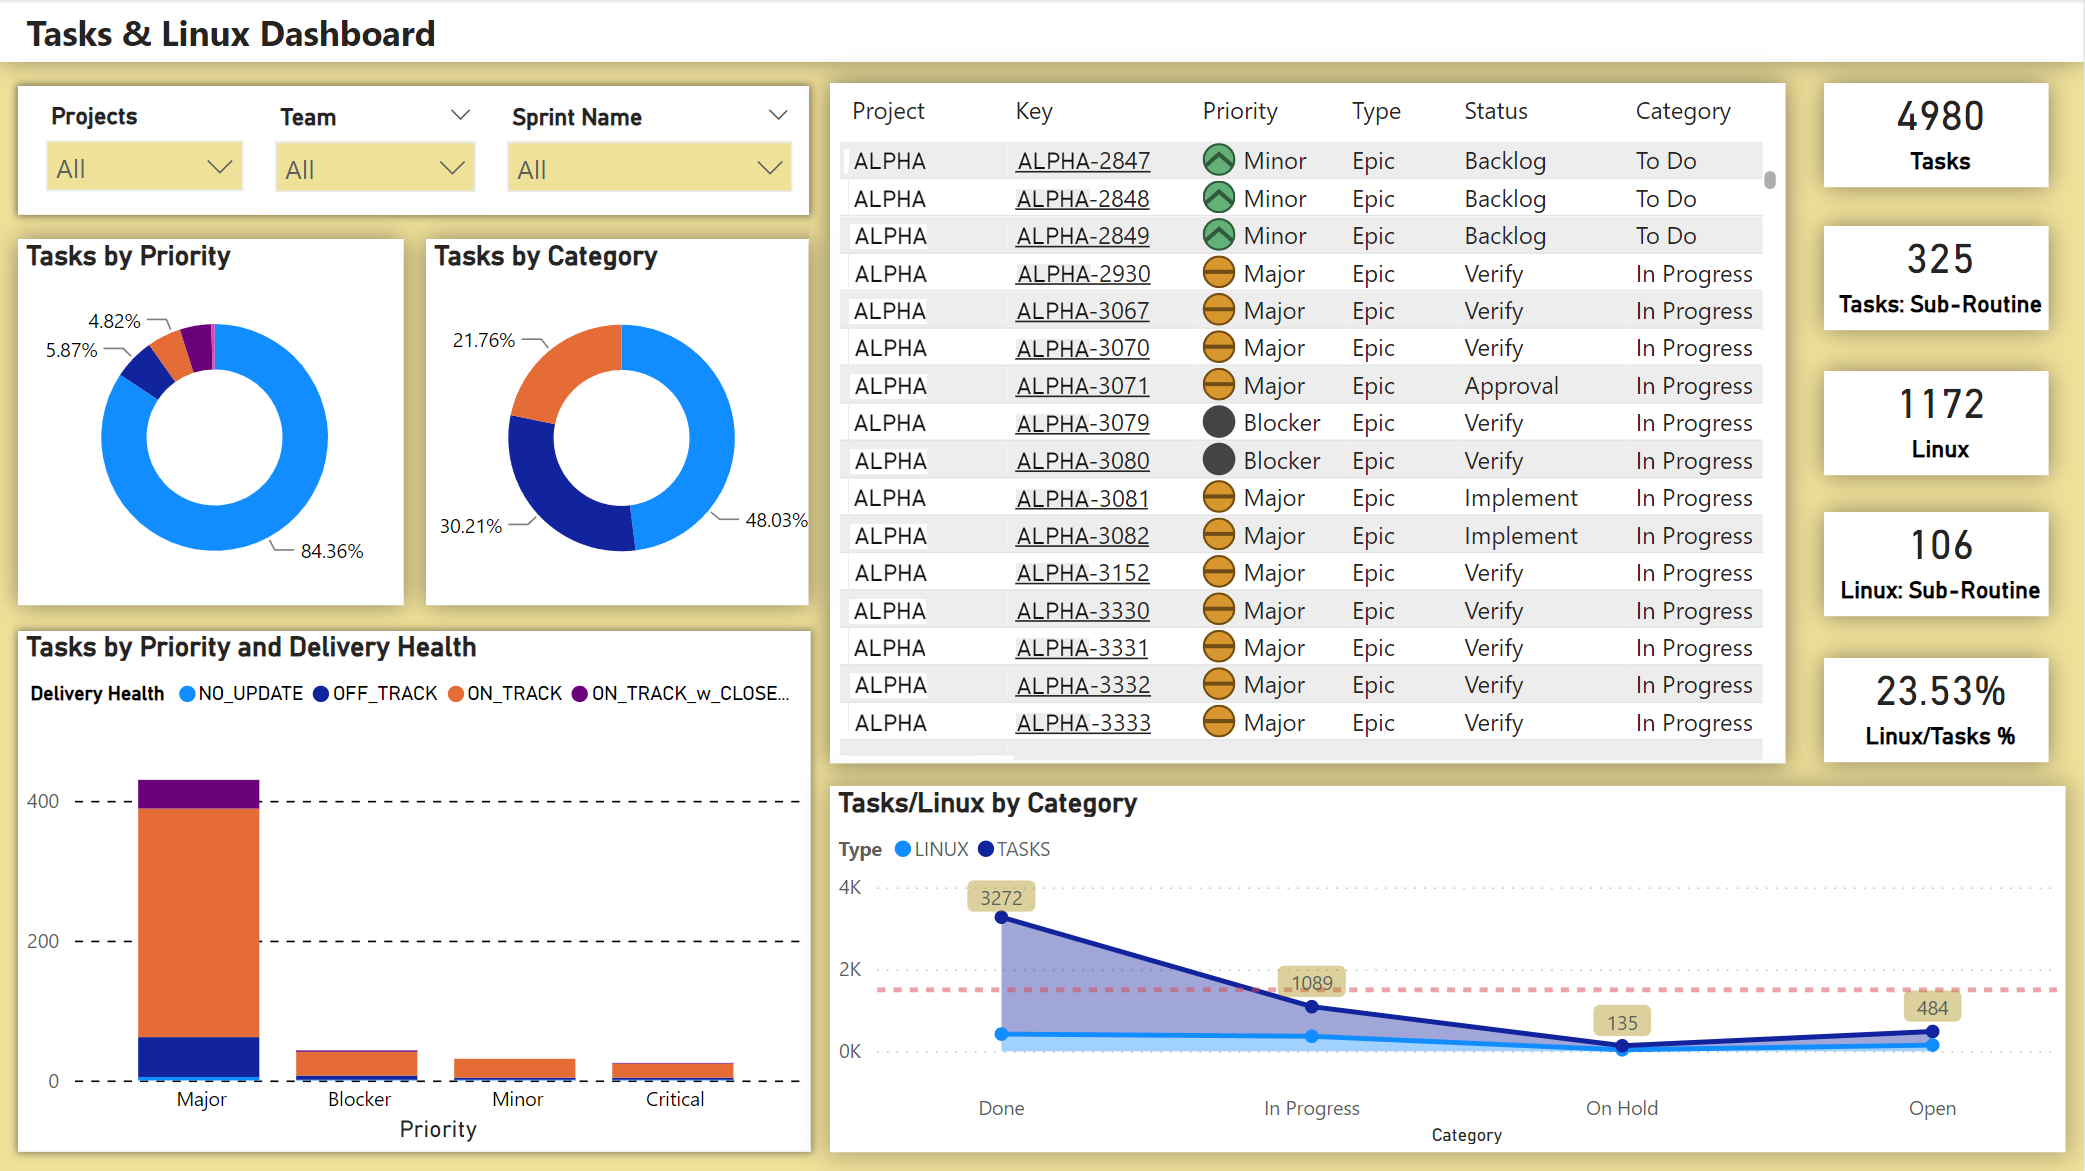 Tasks & Linux Dashboard
Projects
Team
Sprint Name
All
All
All
Tasks by Priority
4.82%
5.87%
84.36%
Tasks by Category
21.76%
30.21%
48.03%
Tasks by Priority and Delivery Health
Delivery Health NO_UPDATE OFF_TRACK ON_TRACK ON_TRACK_w_CLOSE...
400
200
0
Major Blocker Minor Critical
Priority
Project Key Priority Type Status Category
ALPHA ALPHA-2847 Minor Epic Backlog To Do
ALPHA ALPHA-2848 Minor Epic Backlog To Do
ALPHA ALPHA-2849 Minor Epic Backlog To Do
ALPHA ALPHA-2930 Major Epic Verify In Progress
ALPHA ALPHA-3067 Major Epic Verify In Progress
ALPHA ALPHA-3070 Major Epic Verify In Progress
ALPHA ALPHA-3071 Major Epic Approval In Progress
ALPHA ALPHA-3079 Blocker Epic Verify In Progress
ALPHA ALPHA-3080 Blocker Epic Verify In Progress
ALPHA ALPHA-3081 Major Epic Implement In Progress
ALPHA ALPHA-3082 Major Epic Implement In Progress
ALPHA ALPHA-3152 Major Epic Verify In Progress
ALPHA ALPHA-3330 Major Epic Verify In Progress
ALPHA ALPHA-3331 Major Epic Verify In Progress
ALPHA ALPHA-3332 Major Epic Verify In Progress
ALPHA ALPHA-3333 Major Epic Verify In Progress
4980
Tasks
325
Tasks: Sub-Routine
1172
Linux
106
Linux: Sub-Routine
23.53%
Linux/Tasks %
Tasks/Linux by Category
Type LINUX TASKS
4K
3272
2K
1089
135
484
0K
Done In Progress On Hold Open
Category